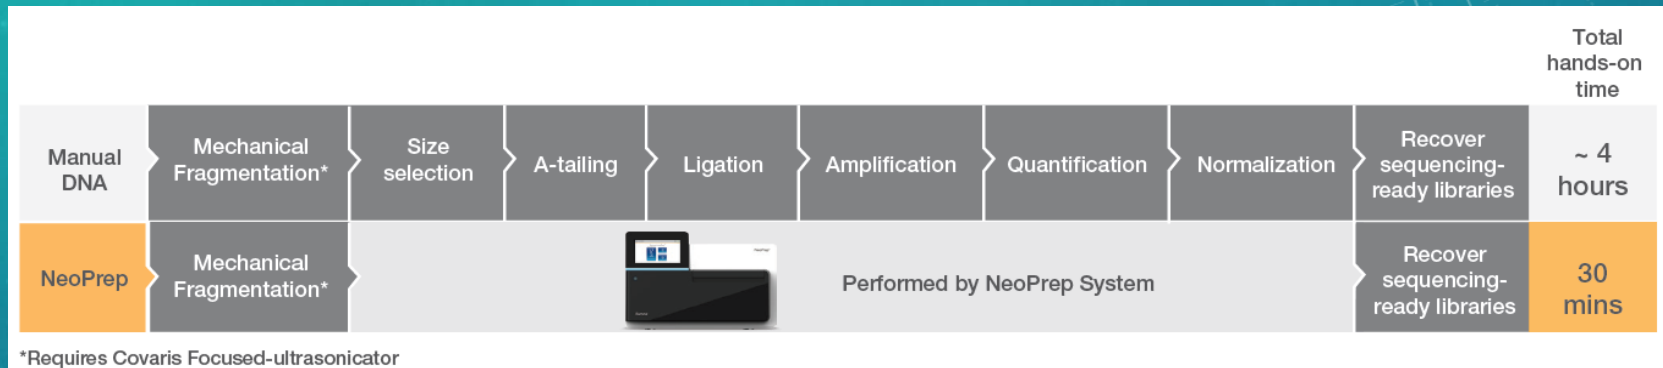 Total
hands-on
time
Manual
DNA
Mechanical
Fragmentation*
Size
selection
A-tailing
Ligation
Amplification
Quantification
Normalization
Recover
sequencing-
ready libraries
~ 4
hours
NeoPrep
Mechanical
Fragmentation*
Performed by NeoPrep System
Recover
sequencing-
ready libraries
30
mins
*Requires Covaris Focused-ultrasonicator